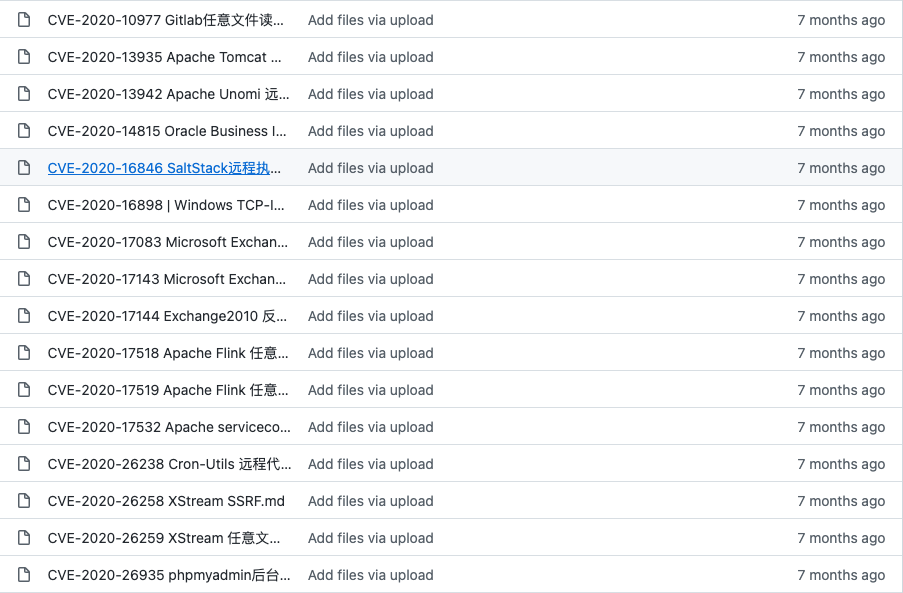 CVE-2020-10977 Gitlab任意文件读... Add files via upload 7 months ago
CVE-2020-13935 Apache Tomcat ... Add files via upload 7 months ago
CVE-2020-13942 Apache Unomi 远... Add files via upload 7 months ago
CVE-2020-14815 Oracle Business I... Add files via upload 7 months ago
CVE-2020-16846 SaltStack远程执... Add files via upload 7 months ago
CVE-2020-16898 | Windows TCP-I... Add files via upload 7 months ago
CVE-2020-17083 Microsoft Exchan... Add files via upload 7 months ago
CVE-2020-17143 Microsoft Exchan... Add files via upload 7 months ago
CVE-2020-17144 Exchange2010 反... Add files via upload 7 months ago
CVE-2020-17518 Apache Flink 任意... Add files via upload 7 months ago
CVE-2020-17519 Apache Flink 任意... Add files via upload 7 months ago
CVE-2020-17532 Apache serviceco... Add files via upload 7 months ago
CVE-2020-26238 Cron-Utils 远程代... Add files via upload 7 months ago
CVE-2020-26258 XStream SSRF.md Add files via upload 7 months ago
CVE-2020-26259 XStream 任意文... Add files via upload 7 months ago
CVE-2020-26935 phpmyadmin后台... Add files via upload 7 months ago